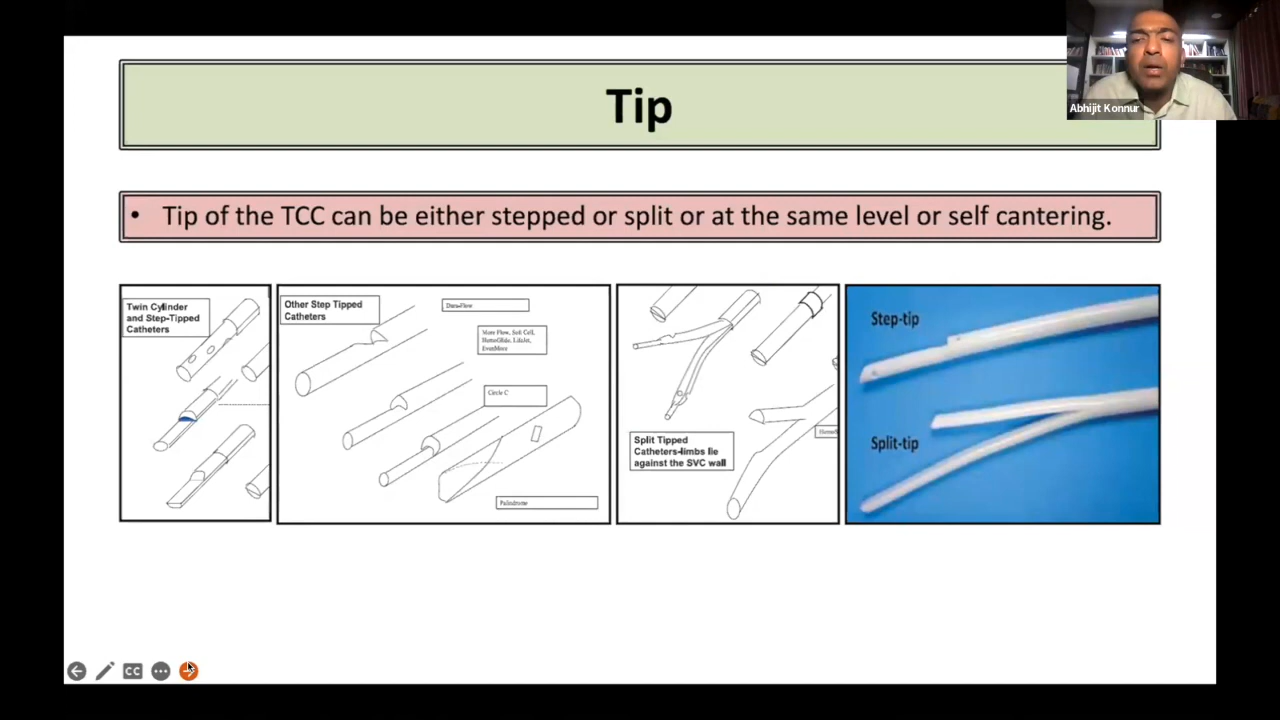 Tip
Abhijit Konnur
• Tip of the TCC can be either stepped or split or at the same level or self cantering.
Twin Cylinder
and Step-Tipped
Catheters
Other Step Tipped
Catheters
Dura-Flow
More Flow, Soft Cell,
HemoGlide, LifeJet,
EvenMore
Circle C
Palindrome
Split Tipped
Catheters-limbs lie
against the SVC wall
Step-tip
Split-tip
CC